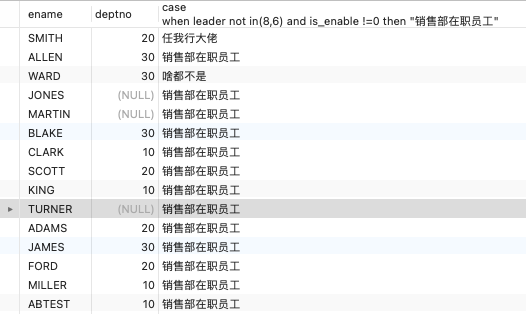 ename deptno case
when leader not in(8,6) and is_enable !=0 then "销售部在职员工"
SMITH 20 任我行大佬
ALLEN 30 销售部在职员工
WARD 30 啥都不是
JONES (NULL) 销售部在职员工
MARTIN (NULL) 销售部在职员工
BLAKE 30 销售部在职员工
CLARK 10 销售部在职员工
SCOTT 20 销售部在职员工
KING 10 销售部在职员工
TURNER (NULL) 销售部在职员工
ADAMS 20 销售部在职员工
JAMES 30 销售部在职员工
FORD 20 销售部在职员工
MILLER 10 销售部在职员工
ABTEST 10 销售部在职员工